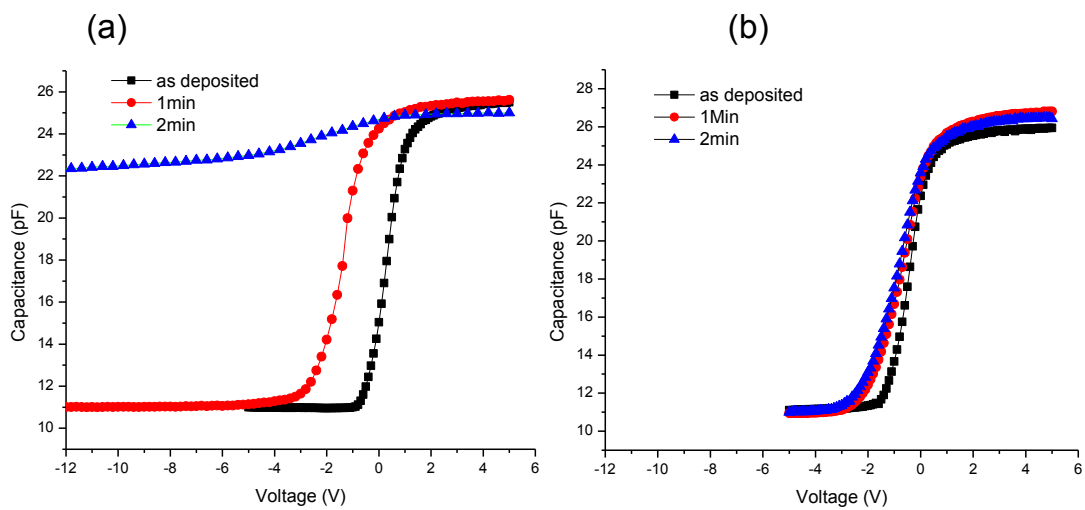 (a)
(b)
as deposited
1min
2min
26
24
22
20
18
16
14
12
10
Capacitance (pF)
-12 -10 -8 -6 -4 -2 0 2 4 6
Voltage (V)
as deposited
1Min
2min
28
26
24
22
20
18
16
14
12
10
Capacitance (pF)
-12 -10 -8 -6 -4 -2 0 2 4 6
Voltage (V)